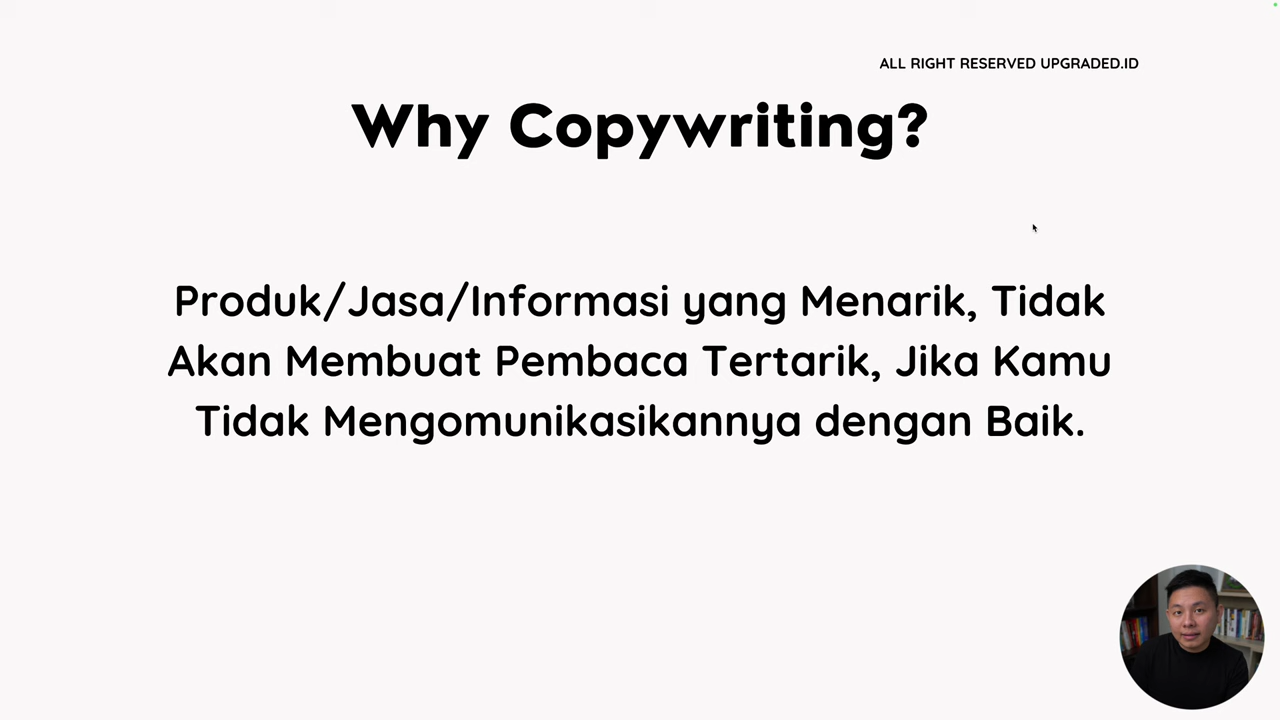 ALL RIGHT RESERVED UPGRADED.ID
Why Copywriting?
Produk/Jasa/Informasi yang Menarik, Tidak
Akan Membuat Pembaca Tertarik, Jika Kamu
Tidak Mengomunikasikannya dengan Baik.